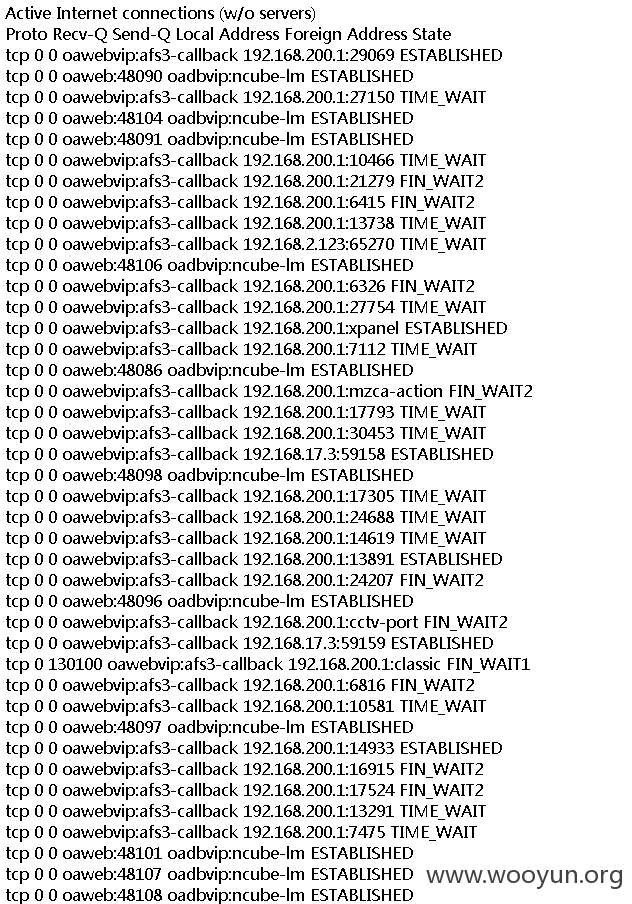 Active Internet connections (w/o servers)
Proto Recv-Q Send-Q Local Address Foreign Address State
tcp 0 0 oawebvip:afs3-callback 192.168.200.1:29069 ESTABLISHED
tcp 0 0 oaweb:48090 oadbvip:ncube-lm ESTABLISHED
tcp 0 0 oawebvip:afs3-callback 192.168.200.1:27150 TIME_WAIT
tcp 0 0 oaweb:48104 oadbvip:ncube-lm ESTABLISHED
tcp 0 0 oaweb:48091 oadbvip:ncube-lm ESTABLISHED
tcp 0 0 oawebvip:afs3-callback 192.168.200.1:10466 TIME_WAIT
tcp 0 0 oawebvip:afs3-callback 192.168.200.1:21279 FIN_WAIT2
tcp 0 0 oawebvip:afs3-callback 192.168.200.1:6415 FIN_WAIT2
tcp 0 0 oawebvip:afs3-callback 192.168.200.1:13738 TIME_WAIT
tcp 0 0 oawebvip:afs3-callback 192.168.2.123:65270 TIME_WAIT
tcp 0 0 oaweb:48106 oadbvip:ncube-lm ESTABLISHED
tcp 0 0 oawebvip:afs3-callback 192.168.200.1:6326 FIN_WAIT2
tcp 0 0 oawebvip:afs3-callback 192.168.200.1:27754 TIME_WAIT
tcp 0 0 oawebvip:afs3-callback 192.168.200.1:xpanel ESTABLISHED
tcp 0 0 oawebvip:afs3-callback 192.168.200.1:7112 TIME_WAIT
tcp 0 0 oaweb:48086 oadbvip:ncube-lm ESTABLISHED
tcp 0 0 oawebvip:afs3-callback 192.168.200.1:mzca-action FIN_WAIT2
tcp 0 0 oawebvip:afs3-callback 192.168.200.1:17793 TIME_WAIT
tcp 0 0 oawebvip:afs3-callback 192.168.200.1:30453 TIME_WAIT
tcp 0 0 oawebvip:afs3-callback 192.168.17.3:59158 ESTABLISHED
tcp 0 0 oaweb:48098 oadbvip:ncube-lm ESTABLISHED
tcp 0 0 oawebvip:afs3-callback 192.168.200.1:17305 TIME_WAIT
tcp 0 0 oawebvip:afs3-callback 192.168.200.1:24688 TIME_WAIT
tcp 0 0 oawebvip:afs3-callback 192.168.200.1:14619 TIME_WAIT
tcp 0 0 oawebvip:afs3-callback 192.168.200.1:13891 ESTABLISHED
tcp 0 0 oawebvip:afs3-callback 192.168.200.1:24207 FIN_WAIT2
tcp 0 0 oaweb:48096 oadbvip:ncube-lm ESTABLISHED
tcp 0 0 oawebvip:afs3-callback 192.168.200.1:cctv-port FIN_WAIT2
tcp 0 0 oawebvip:afs3-callback 192.168.17.3:59159 ESTABLISHED
tcp 0 130100 oawebvip:afs3-callback 192.168.200.1:classic FIN_WAIT1
tcp 0 0 oawebvip:afs3-callback 192.168.200.1:6816 FIN_WAIT2
tcp 0 0 oawebvip:afs3-callback 192.168.200.1:10581 TIME_WAIT
tcp 0 0 oaweb:48097 oadbvip:ncube-lm ESTABLISHED
tcp 0 0 oawebvip:afs3-callback 192.168.200.1:14933 ESTABLISHED
tcp 0 0 oawebvip:afs3-callback 192.168.200.1:16915 FIN_WAIT2
tcp 0 0 oawebvip:afs3-callback 192.168.200.1:17524 FIN_WAIT2
tcp 0 0 oawebvip:afs3-callback 192.168.200.1:13291 TIME_WAIT
tcp 0 0 oawebvip:afs3-callback 192.168.200.1:7475 TIME_WAIT
tcp 0 0 oaweb:48101 oadbvip:ncube-lm ESTABLISHED
tcp 0 0 oaweb:48107 oadbvip:ncube-lm ESTABLISHED
tcp 0 0 oaweb:48108 oadbvip:ncube-lm ESTABLISHED
www.wooyun.org